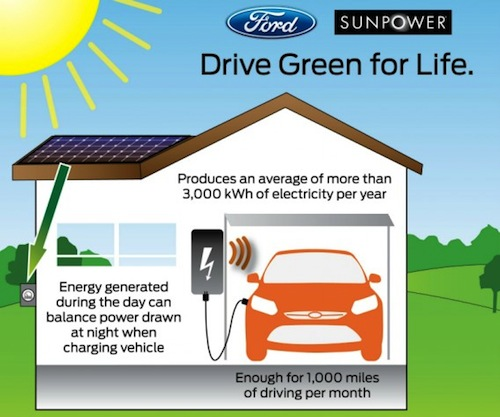 Ford
SUNPOWER
Drive Green for Life.
Produces an average of more than
3,000 kWh of electricity per year
Energy generated
during the day can
balance power drawn
at night when
charging vehicle
Enough for 1,000 miles
of driving per month